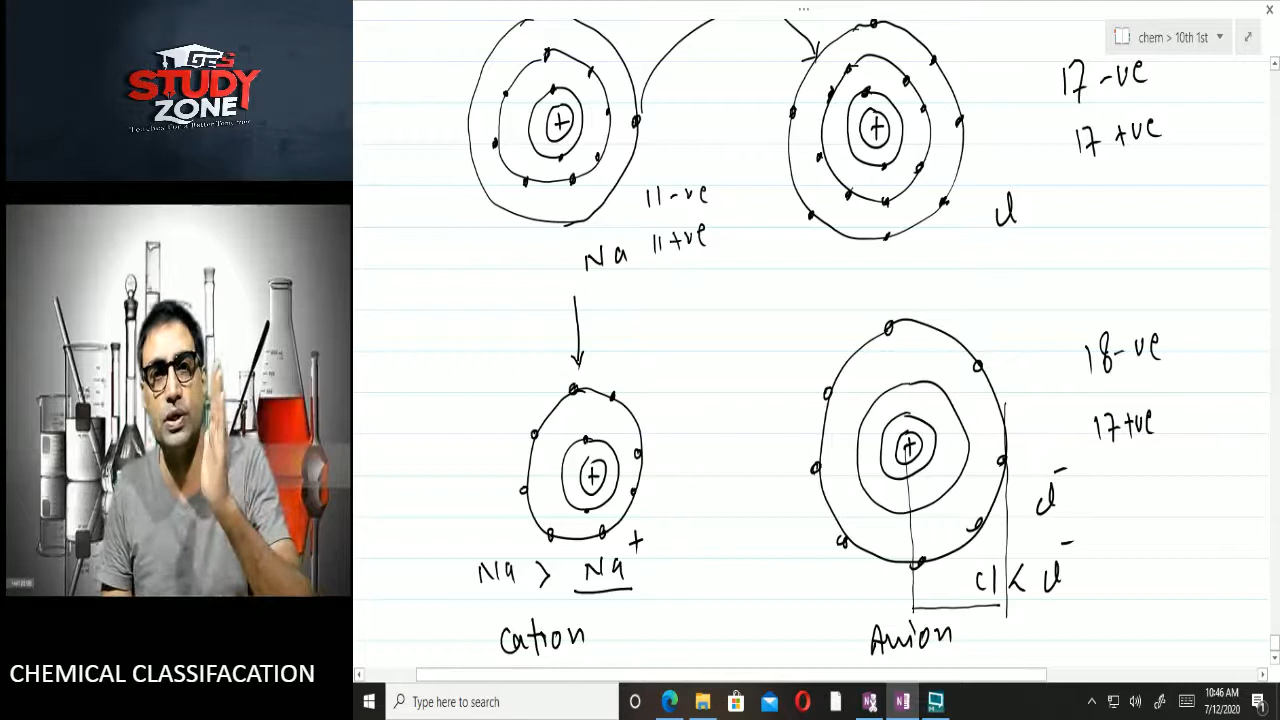 GES
STUDY
ZONE
chem > 10th 1st
17 -ve
17 +ve
Cl
11 -ve
11 +ve
Na
18 -ve
17 +ve
Cl⁻
Na > Na⁺
Cl < Cl⁻
Cation
Anion
CHEMICAL CLASSIFACATION
Type here to search
10:46 AM
7/12/2020